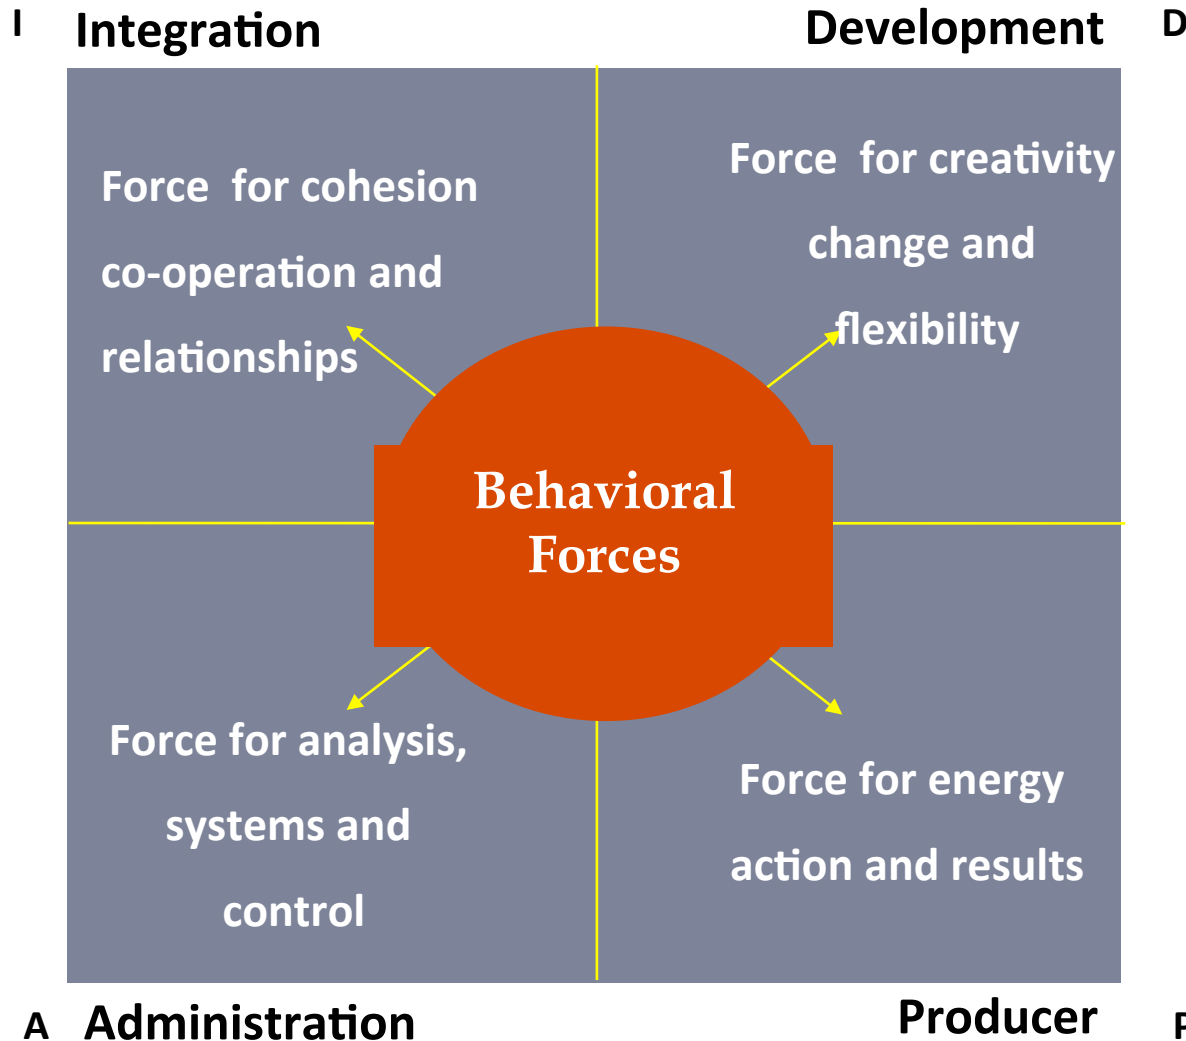 I Integration Development D
Force for cohesion
co-operation and
relationships
Force for creativity
change and
flexibility
Behavioral
Forces
Force for analysis,
systems and
control
Force for energy
action and results
A Administration Producer P